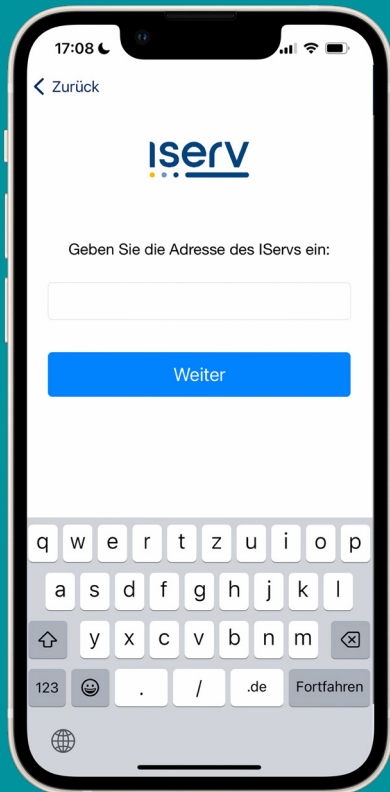 17:08
Zurück
ISerV
Geben Sie die Adresse des IServs ein:
Weiter
q w e r t z u i o p
a s d f g h j k l
y x c v b n m
123 . / .de Fortfahren